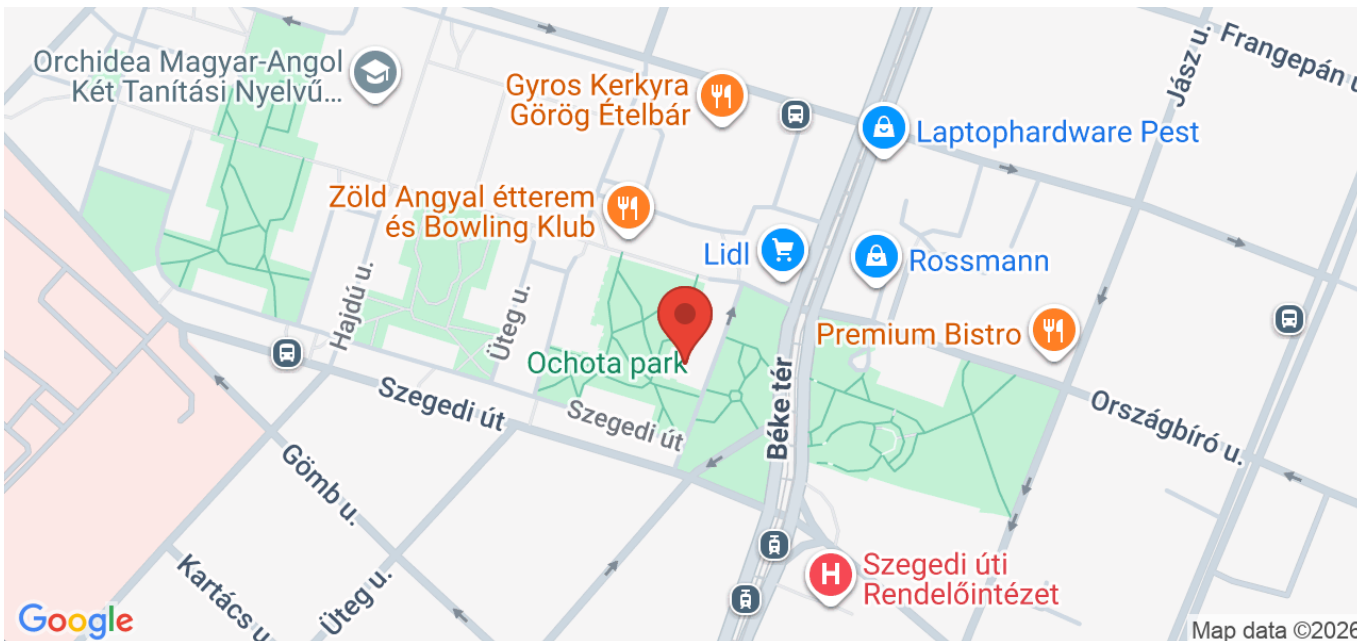 Frangepán u
Jász u.
Orchidea Magyar-Angol
Két Tanítási Nyelvű...
Gyros Kerkyra
Görög Ételbár
Laptophardware Pest
Zöld Angyal étterem
és Bowling Klub
Lidl
Rossmann
Hajdú u.
Üteg u.
Premium Bistro
Ochota park
Szegedi út
Szegedi út
Béke tér
Országbíró u.
Gömb u.
Kartács u
Üteg u.
H
Szegedi úti
Rendelőintézet
Google
Map data ©2026